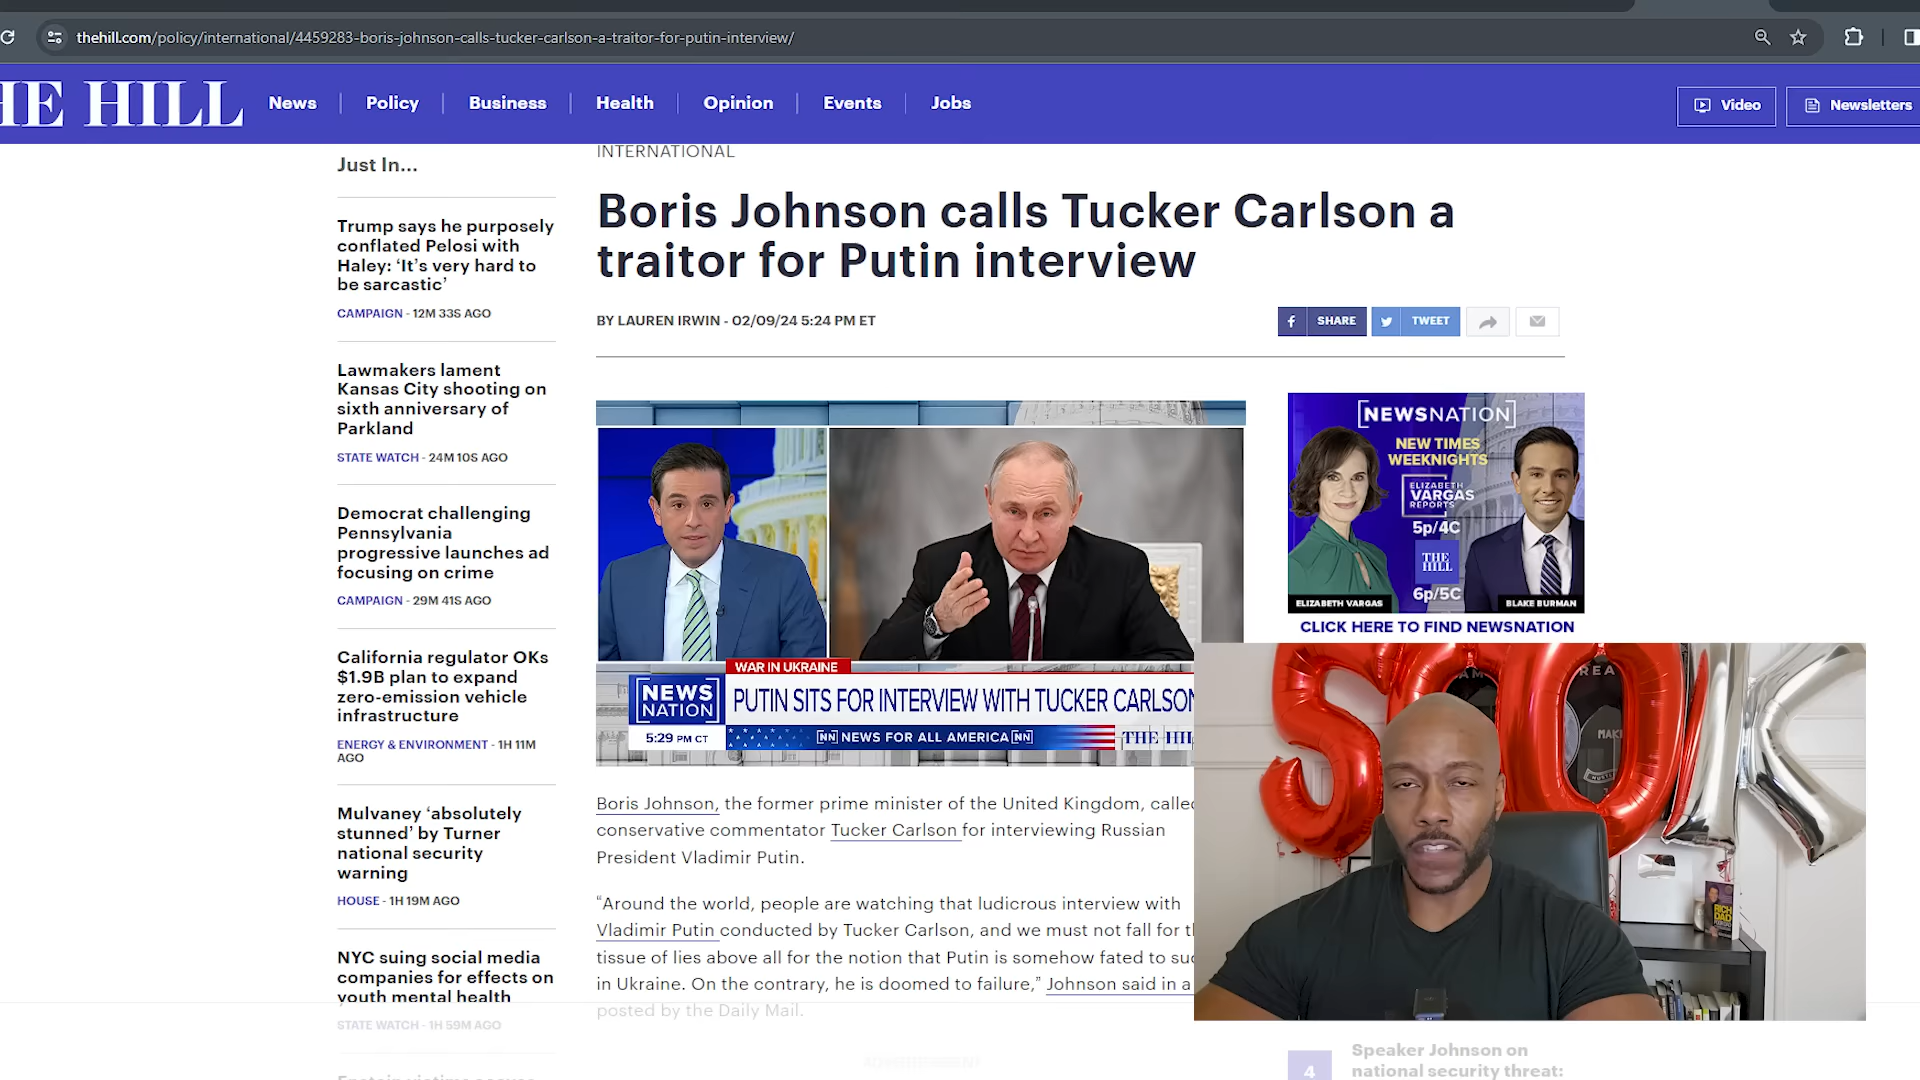 thehill.com/policy/international/4459283-boris-johnson-calls-tucker-carlson-a-traitor-for-putin-interview/
HE HILL
News
Policy
Business
Health
Opinion
Events
Jobs
Video
Newsletters
Just In...
Trump says he purposely
conflated Pelosi with
Haley: ‘It’s very hard to
be sarcastic’
CAMPAIGN - 12M 33S AGO
Lawmakers lament
Kansas City shooting on
sixth anniversary of
Parkland
STATE WATCH - 24M 10S AGO
Democrat challenging
Pennsylvania
progressive launches ad
focusing on crime
CAMPAIGN - 29M 41S AGO
California regulator OKs
$1.9B plan to expand
zero-emission vehicle
infrastructure
ENERGY & ENVIRONMENT - 1H 11M
AGO
Mulvaney ‘absolutely
stunned’ by Turner
national security
warning
HOUSE - 1H 19M AGO
NYC suing social media
companies for effects on
youth mental health
STATE WATCH - 1H 59M AGO
INTERNATIONAL
Boris Johnson calls Tucker Carlson a
traitor for Putin interview
BY LAUREN IRWIN - 02/09/24 5:24 PM ET
SHARE
TWEET
WAR IN UKRAINE
NEWS
NATION
PUTIN SITS FOR INTERVIEW WITH TUCKER CARLSON
5:29 PM CT
NN NEWS FOR ALL AMERICA NN
THE HIL
Boris Johnson, the former prime minister of the United Kingdom, called
conservative commentator Tucker Carlson for interviewing Russian
President Vladimir Putin.
“Around the world, people are watching that ludicrous interview with
Vladimir Putin conducted by Tucker Carlson, and we must not fall for th
tissue of lies above all for the notion that Putin is somehow fated to suc
in Ukraine. On the contrary, he is doomed to failure,” Johnson said in a
posted by the Daily Mail.
NEWSNATION
NEW TIMES
WEEKNIGHTS
ELIZABETH
VARGAS
REPORTS
5p/4C
THE
HILL
6p/5C
ELIZABETH VARGAS
BLAKE BURMAN
CLICK HERE TO FIND NEWSNATION
500K
MAK
RICH
DAD
4
Speaker Johnson on
national security threat: